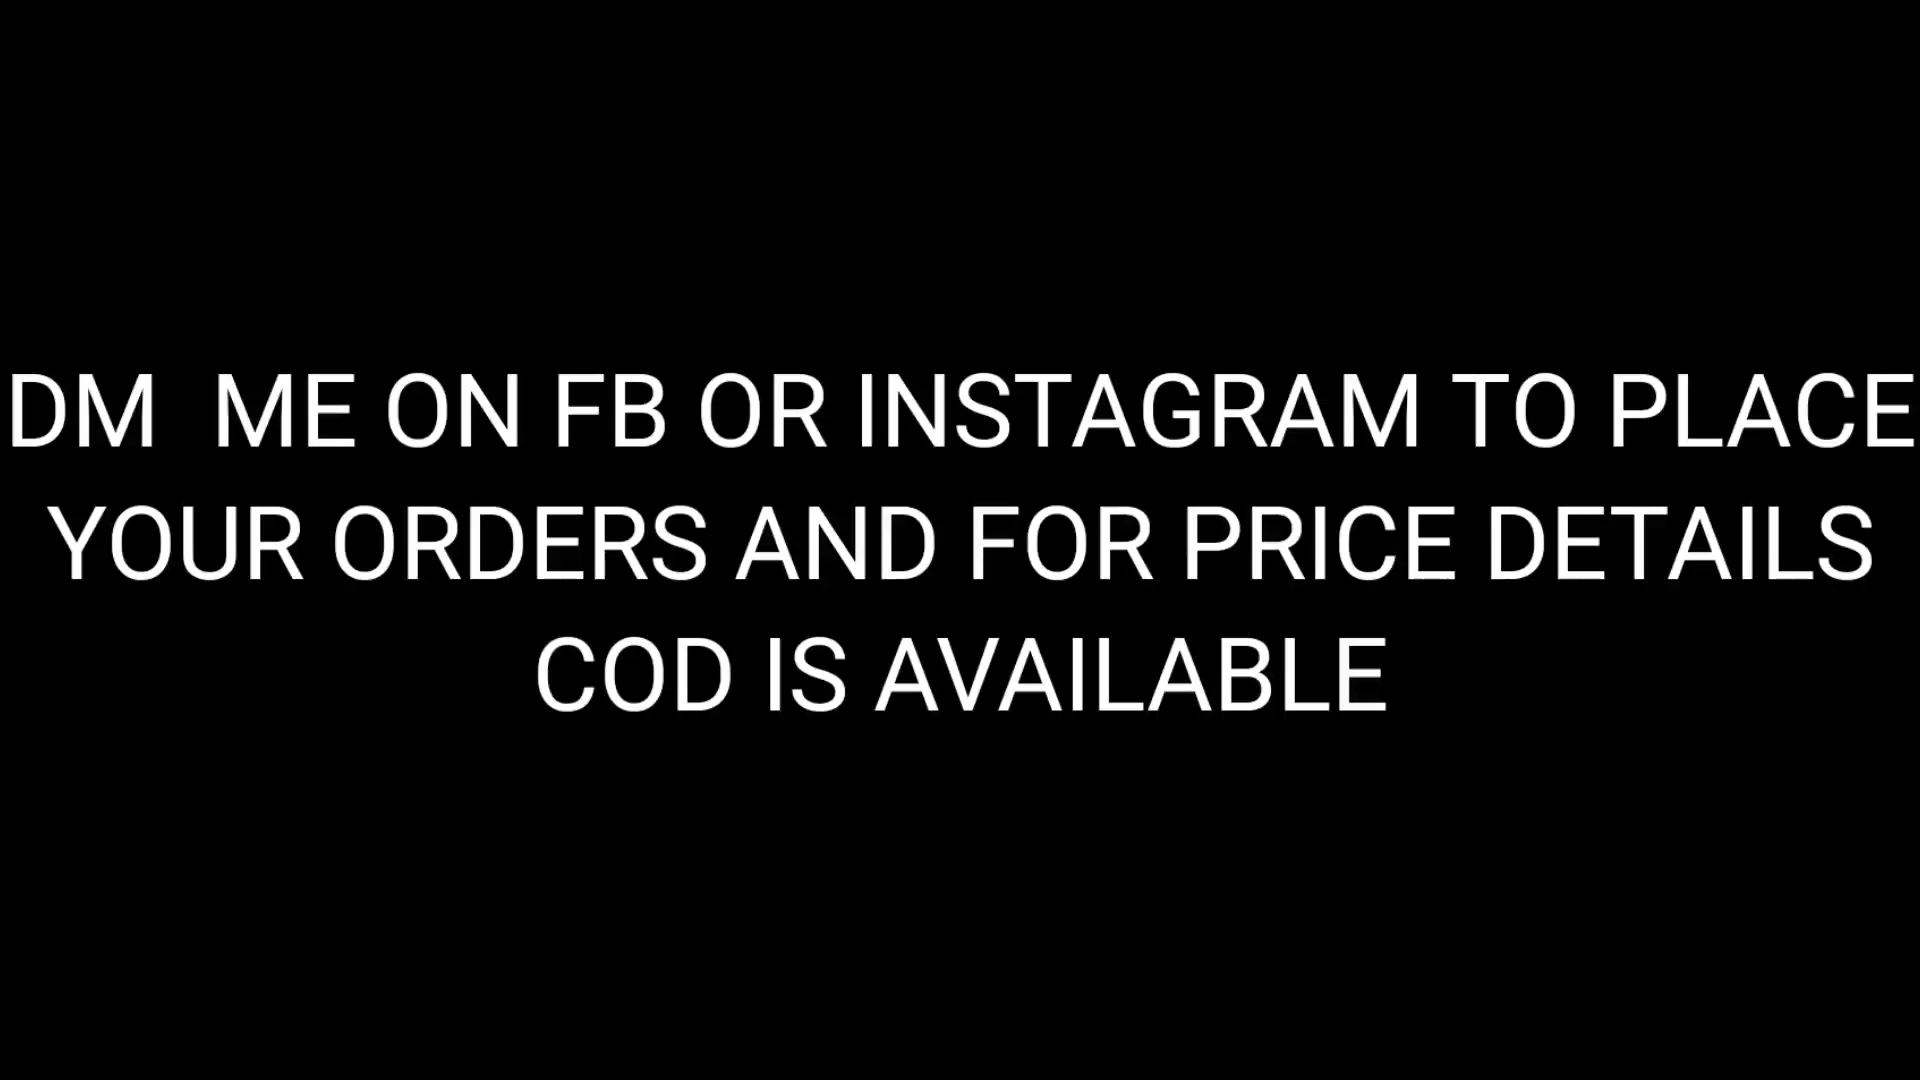 DM  ME ON FB OR INSTAGRAM TO PLACE
YOUR ORDERS AND FOR PRICE DETAILS
COD IS AVAILABLE